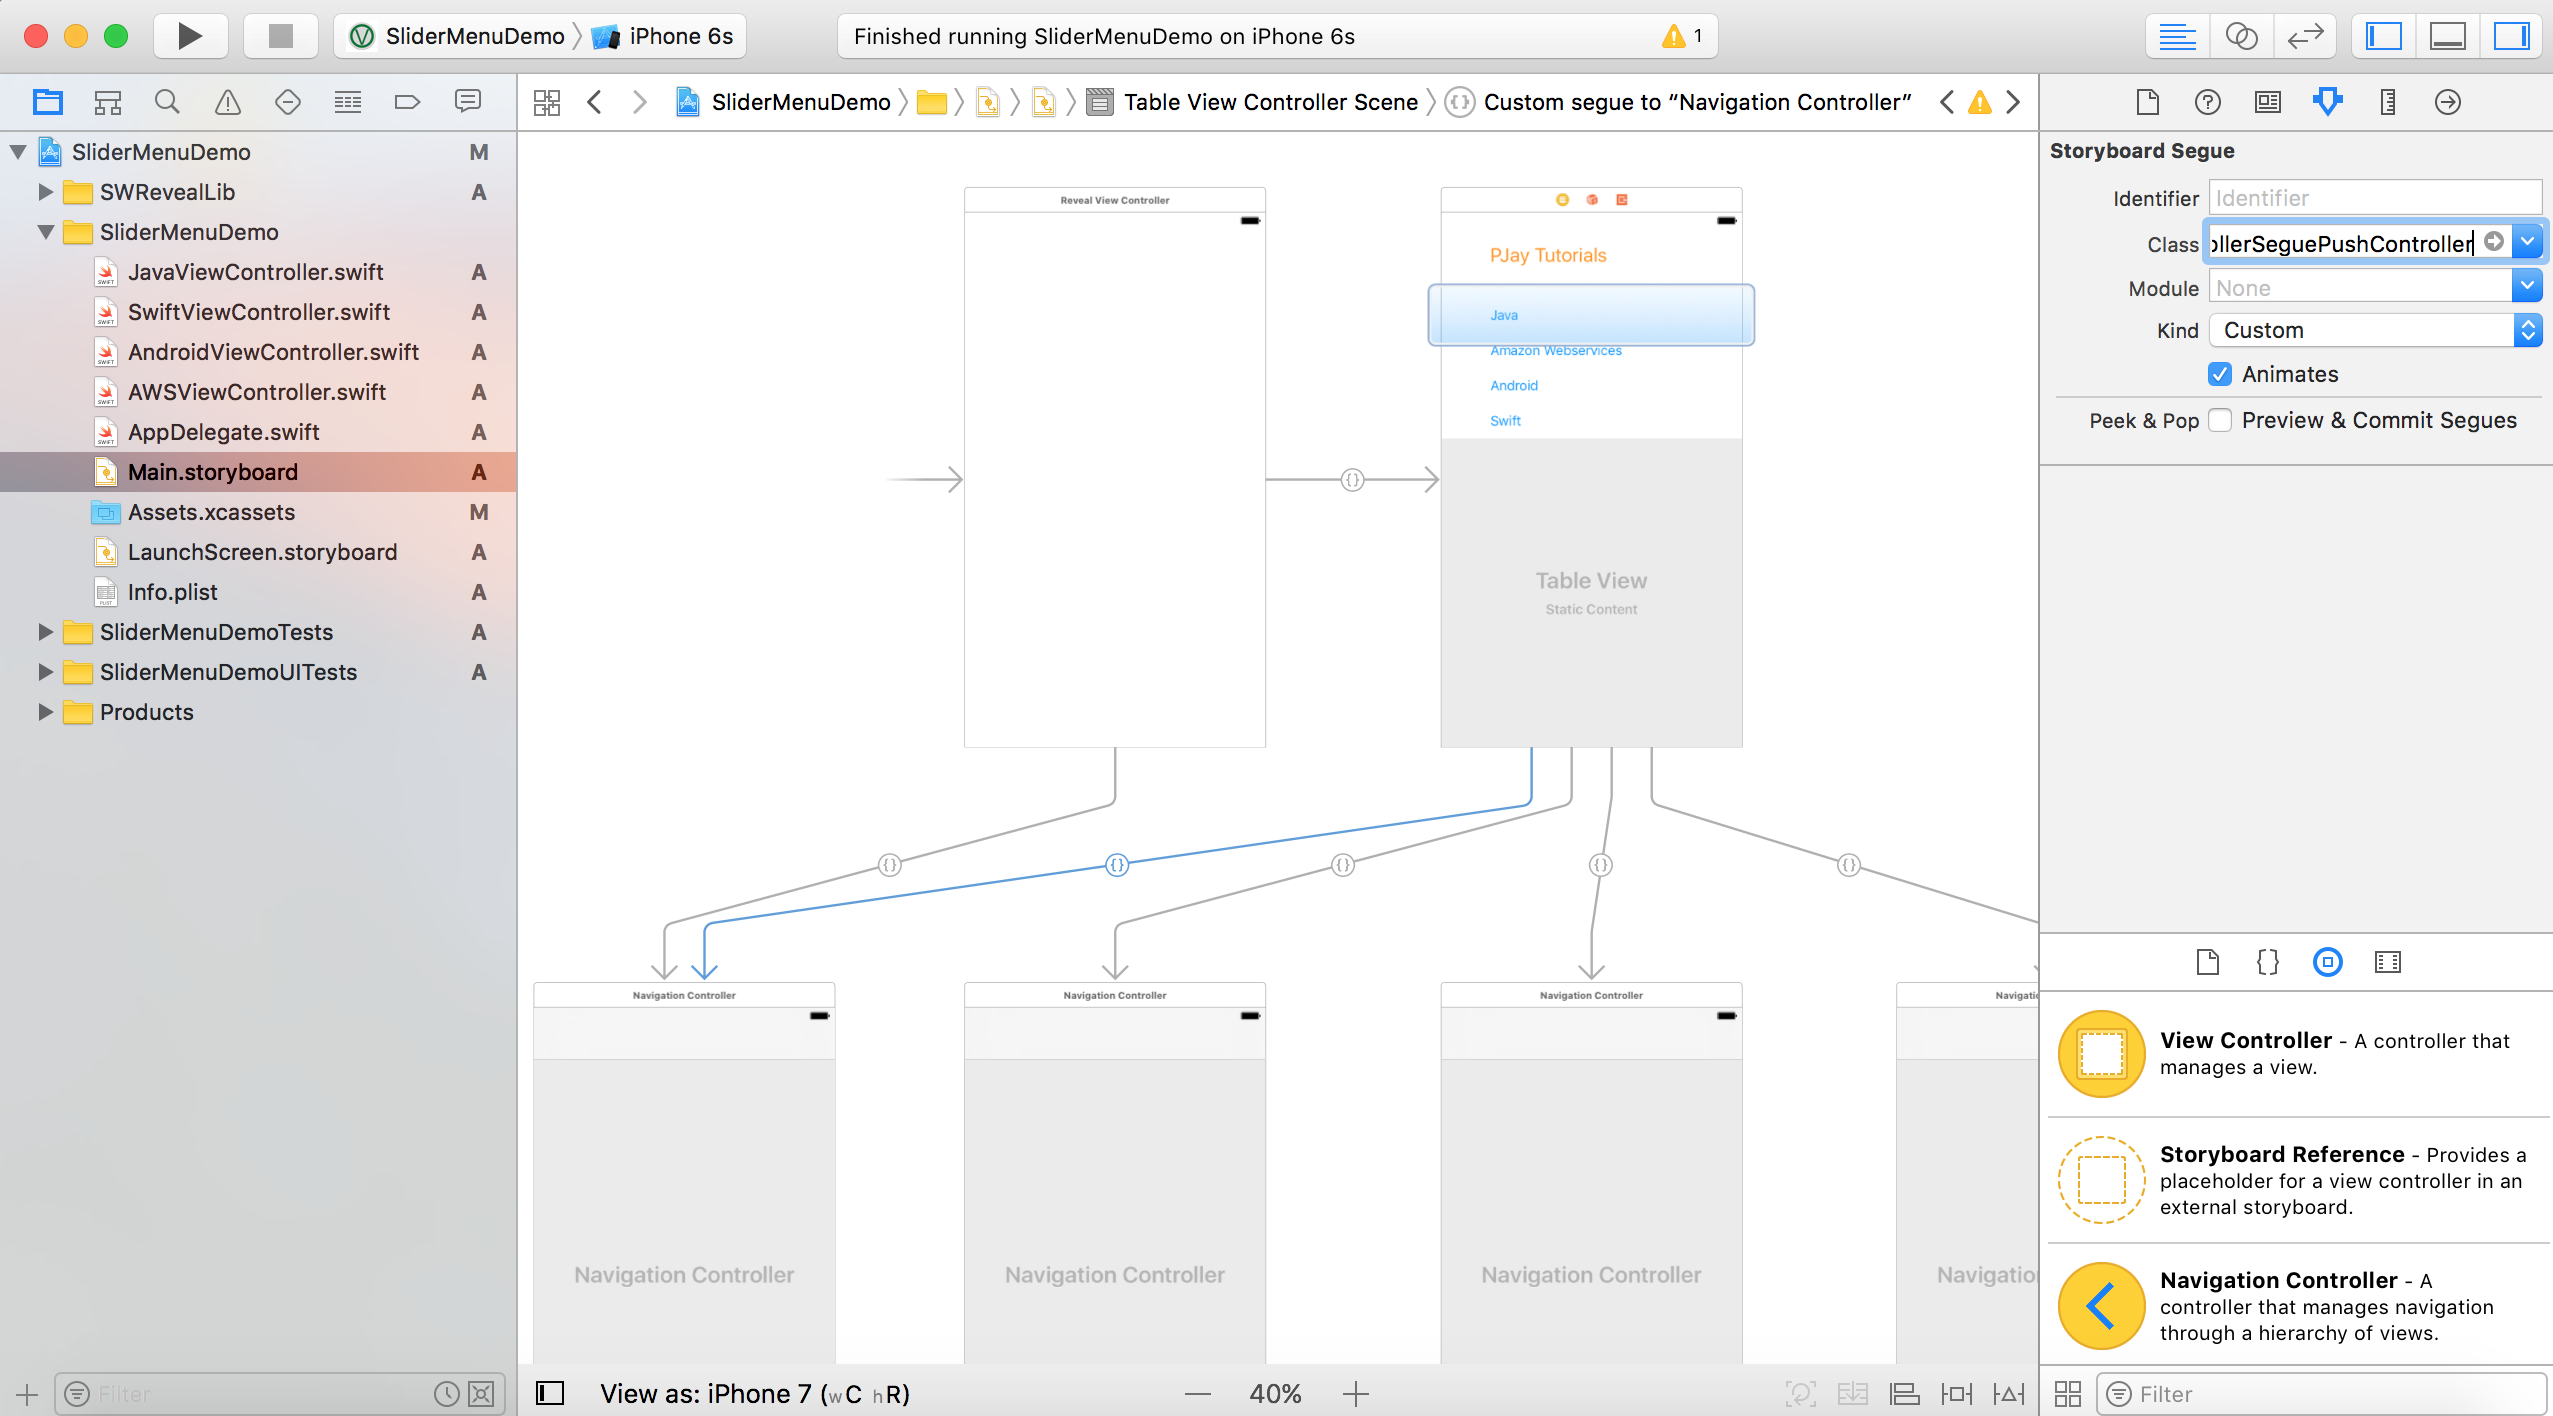 SliderMenuDemo
iPhone 6s
Finished running SliderMenuDemo on iPhone 6s
1
SliderMenuDemo
Table View Controller Scene
Custom segue to “Navigation Controller”
SliderMenuDemo M
SWRevealLib A
SliderMenuDemo
JavaViewController.swift A
SwiftViewController.swift A
AndroidViewController.swift A
AWSViewController.swift A
AppDelegate.swift A
Main.storyboard A
Assets.xcassets M
LaunchScreen.storyboard A
Info.plist A
SliderMenuDemoTests A
SliderMenuDemoUITests A
Products
Filter
Reveal View Controller
PJay Tutorials
Java
Amazon Webservices
Android
Swift
Table View
Static Content
Navigation Controller
Navigation Controller
Navigation Controller
Navigatio
Navigation Controller
Navigation Controller
Navigation Controller
Navigatio
View as: iPhone 7 (wC hR)
40%
Storyboard Segue
Identifier Identifier
Class ollerSeguePushController
Module None
Kind Custom
Animates
Peek & Pop Preview & Commit Segues
View Controller - A controller that
manages a view.
Storyboard Reference - Provides a
placeholder for a view controller in an
external storyboard.
Navigation Controller - A
controller that manages navigation
through a hierarchy of views.
Filter